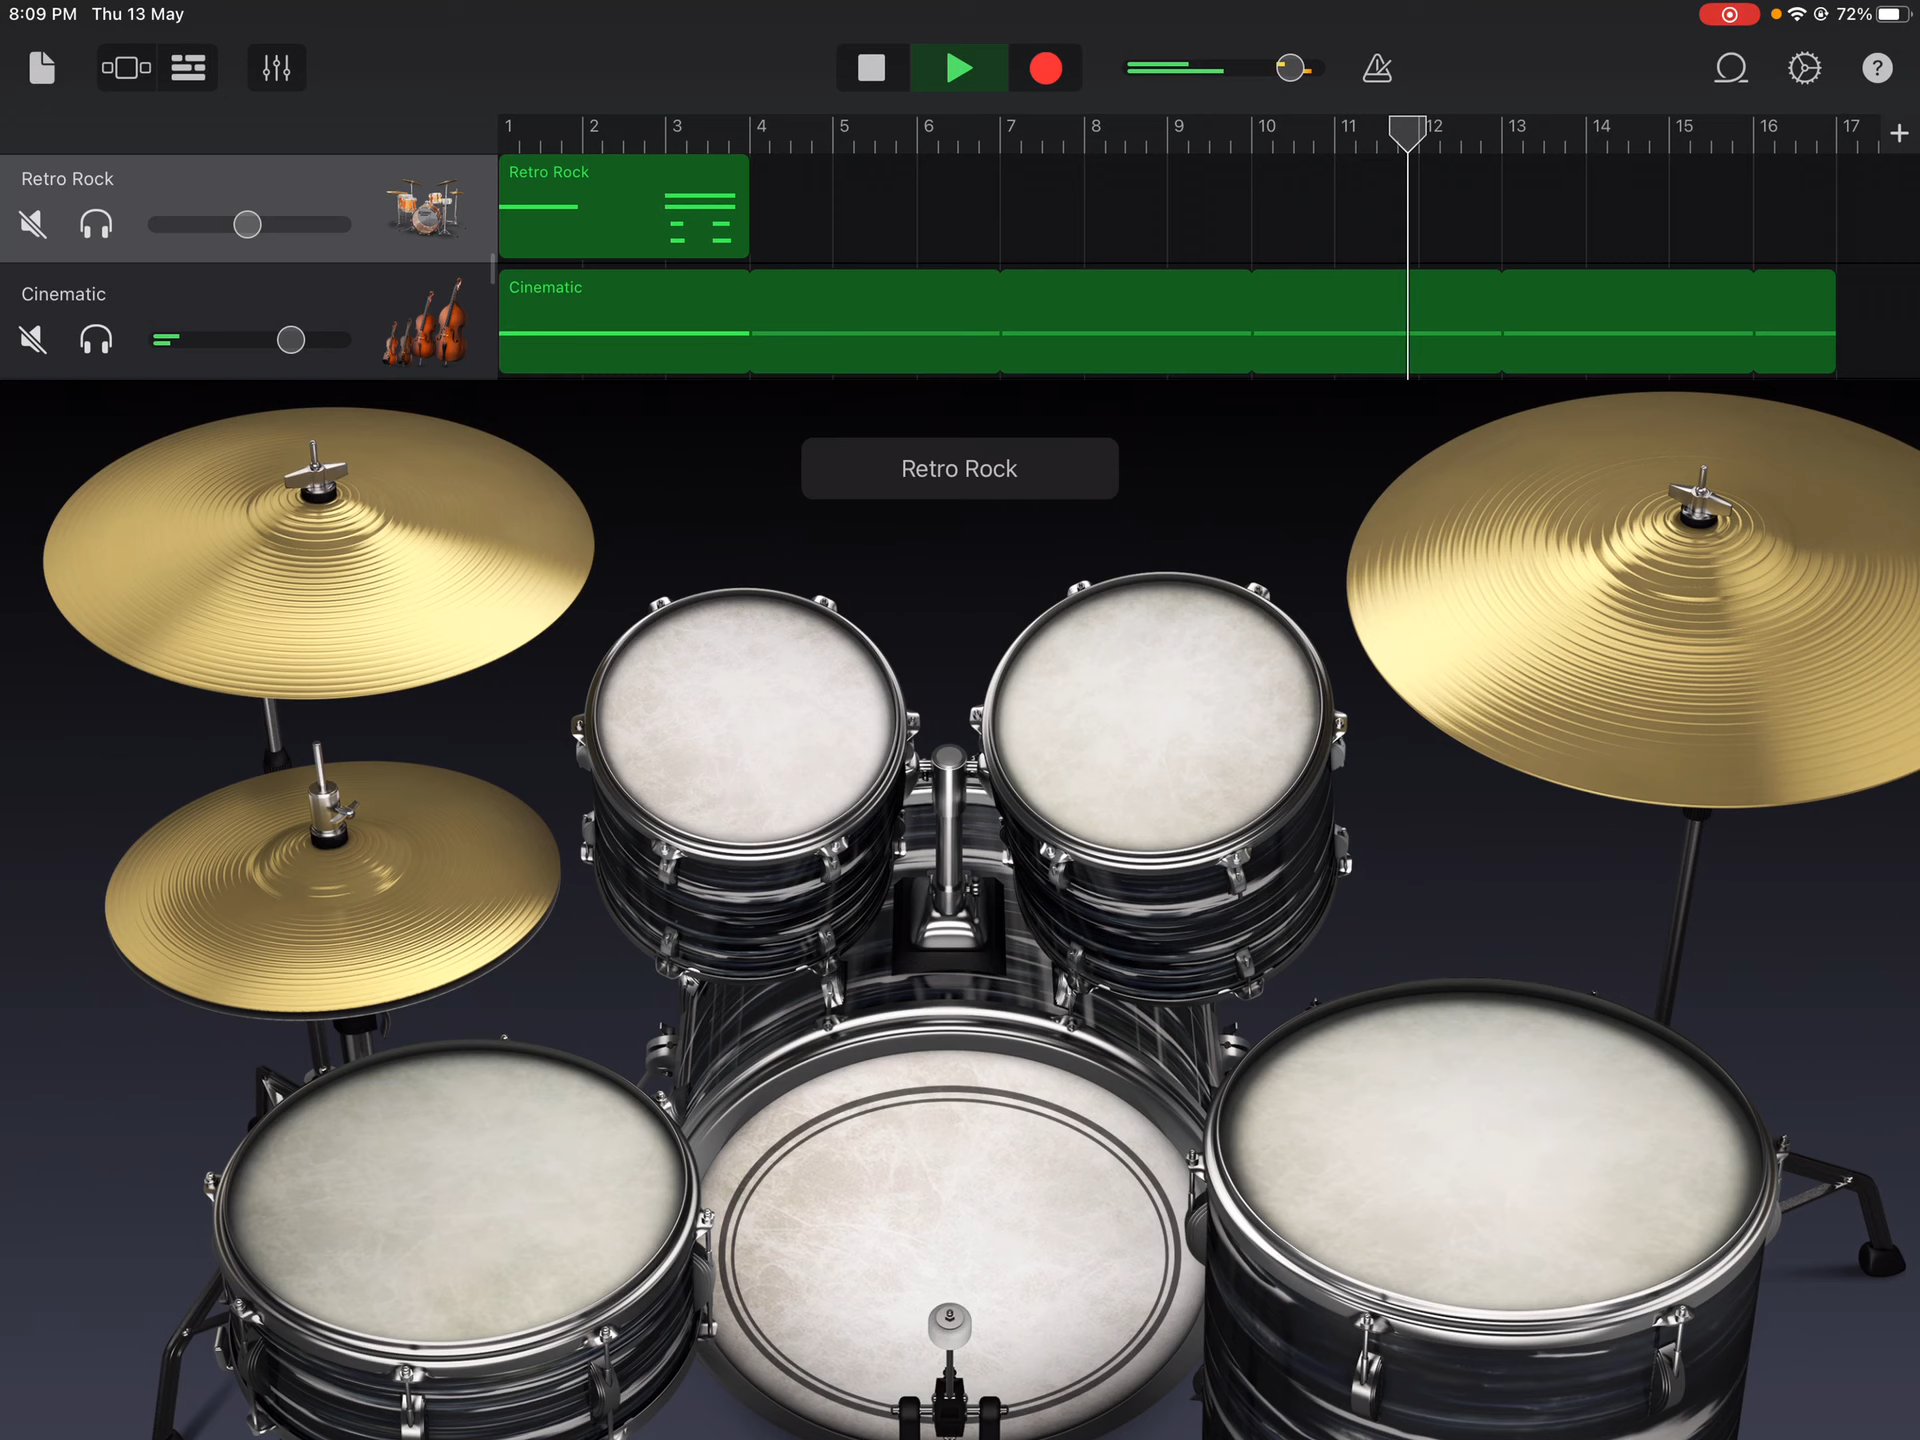 8:09 PM Thu 13 May 72%
?
1 2 3 4 5 6 7 8 9 10 11 12 13 14 15 16 17 +
Retro Rock
Retro Rock
Cinematic
Cinematic
Retro Rock